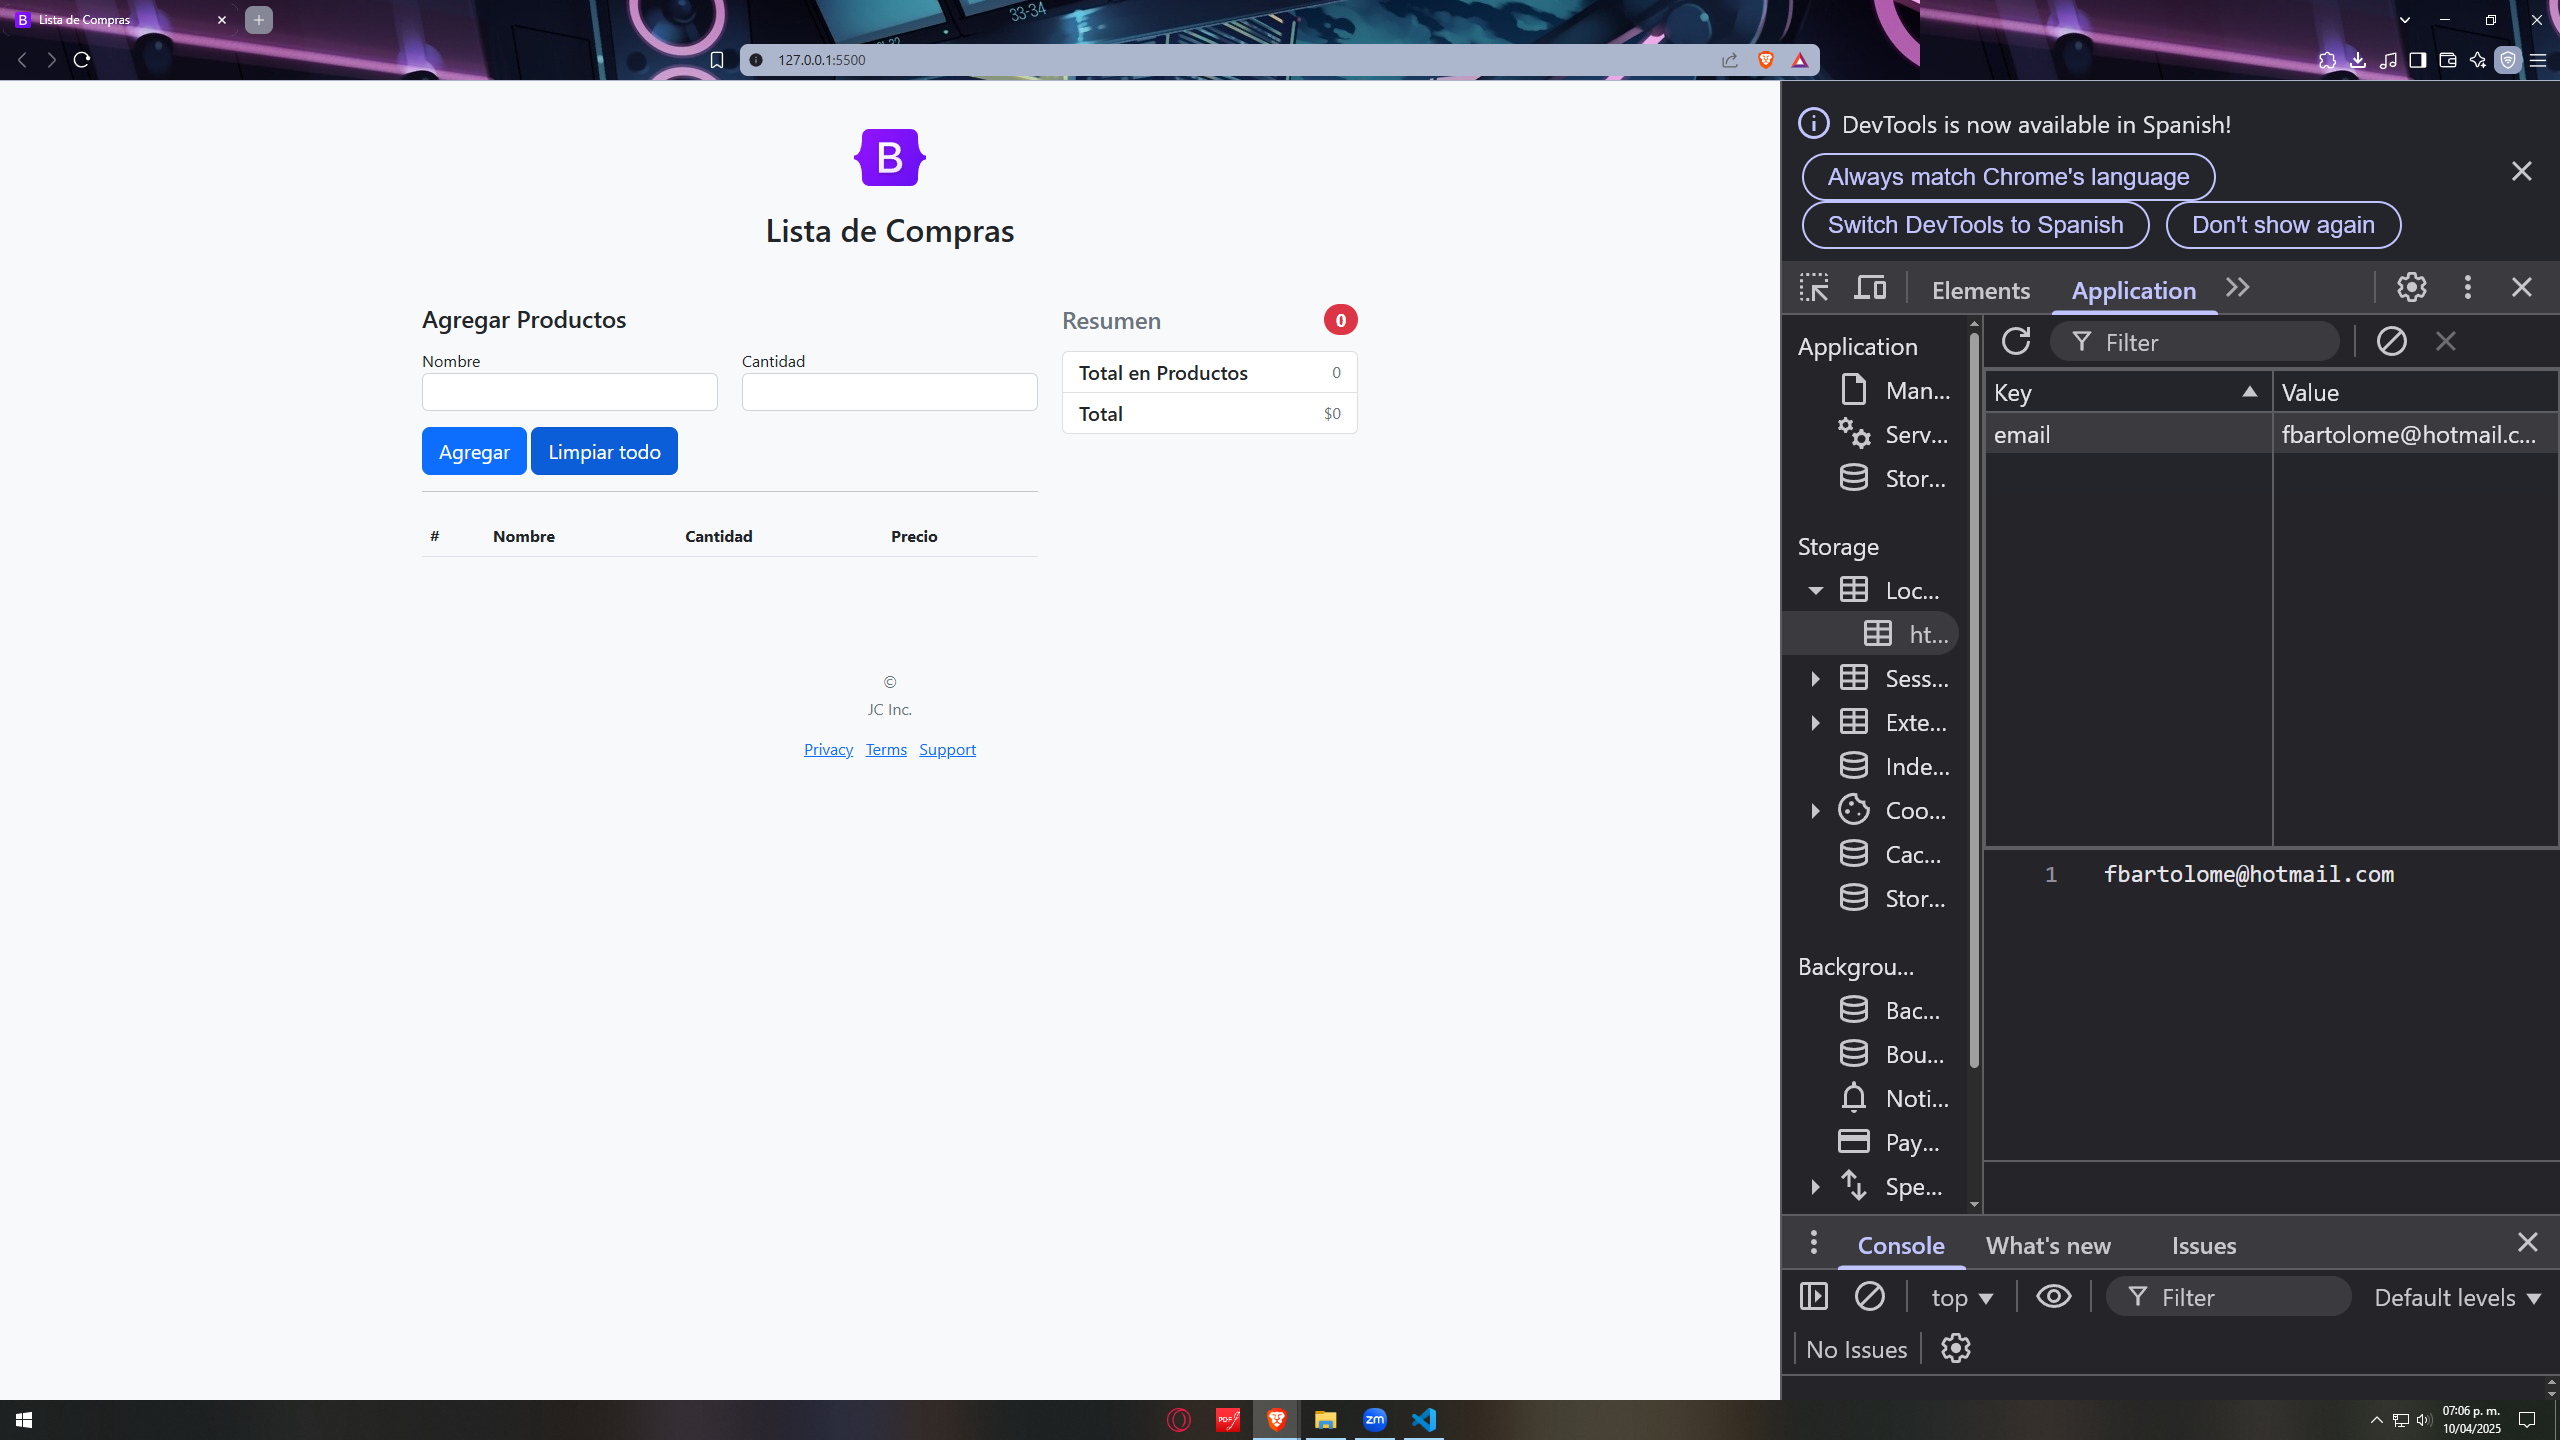 Lista de Compras
33-34
127.0.0.1:5500
B
Lista de Compras
Agregar Productos
Nombre
Cantidad
Agregar
Limpiar todo
#
Nombre
Cantidad
Precio
Resumen
0
Total en Productos
0
Total
$0
©
JC Inc.
Privacy
Terms
Support
DevTools is now available in Spanish!
Always match Chrome's language
Switch DevTools to Spanish
Don't show again
Elements
Application
Application
Man...
Serv...
Stor...
Storage
Loc...
ht...
Sess...
Exte...
Inde...
Coo...
Cac...
Stor...
Backgrou...
Bac...
Bou...
Noti...
Pay...
Spe...
Filter
Key
Value
email
fbartolome@hotmail.c...
1
fbartolome@hotmail.com
Console
What's new
Issues
top
Filter
Default levels
No Issues
PDF
zm
07:06 p. m.
10/04/2025